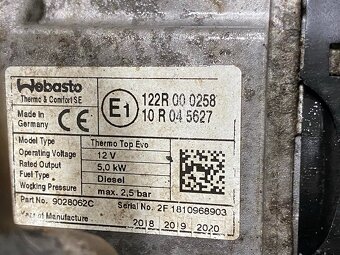 Webasto
Thermo & Comfort SE
Made in
Germany
CE
E1
122R 00 0258
10 R 04 5627
Model Type Thermo Top Evo
Operating Voltage 12 V
Rated Output 5,0 kW
Fuel Type Diesel
Working Pressure max. 2,5 bar
Part No. 9028062C Serial No. 2F 1810968903
Year of Manufacture 2018 2019 2020